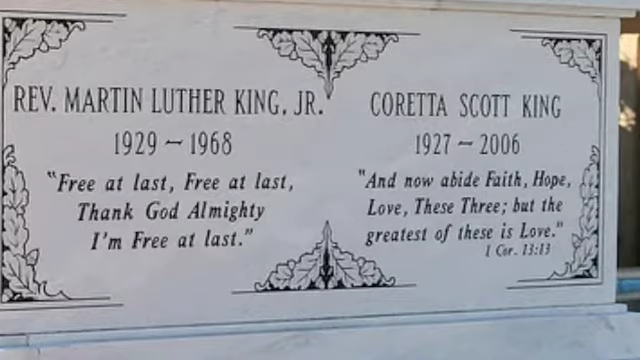 REV. MARTIN LUTHER KING, JR.
1929 ~ 1968
"Free at last, Free at last,
Thank God Almighty
I'm Free at last."
CORETTA SCOTT KING
1927 ~ 2006
"And now abide Faith, Hope,
Love, These Three; but the
greatest of these is Love."
1 Cor. 13:13